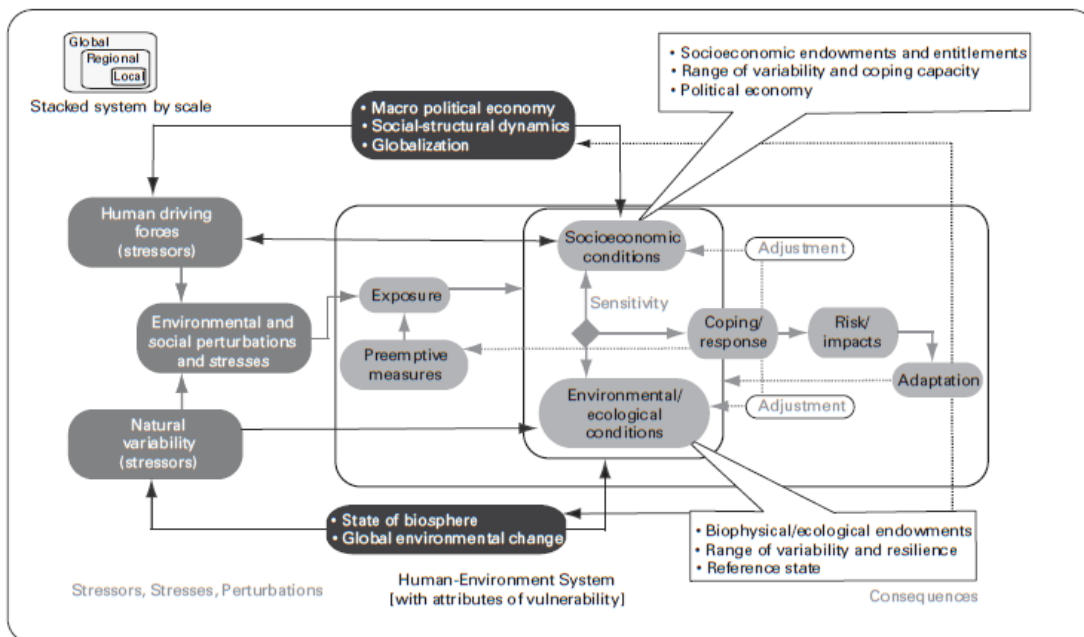 Global
Regional
Local
Stacked system by scale
• Macro political economy
• Social-structural dynamics
• Globalization
• Socioeconomic endowments and entitlements
• Range of variability and coping capacity
• Political economy
Human driving
forces
(stressors)
Socioeconomic
conditions
Adjustment
Exposure
Sensitivity
Environmental and
social perturbations
and stresses
Coping/
response
Risk/
impacts
Preemptive
measures
Adaptation
Environmental/
ecological
conditions
Adjustment
Natural
variability
(stressors)
• State of biosphere
• Global environmental change
• Biophysical/ecological endowments
• Range of variability and resilience
• Reference state
Stressors, Stresses, Perturbations
Human-Environment System
[with attributes of vulnerability]
Consequences